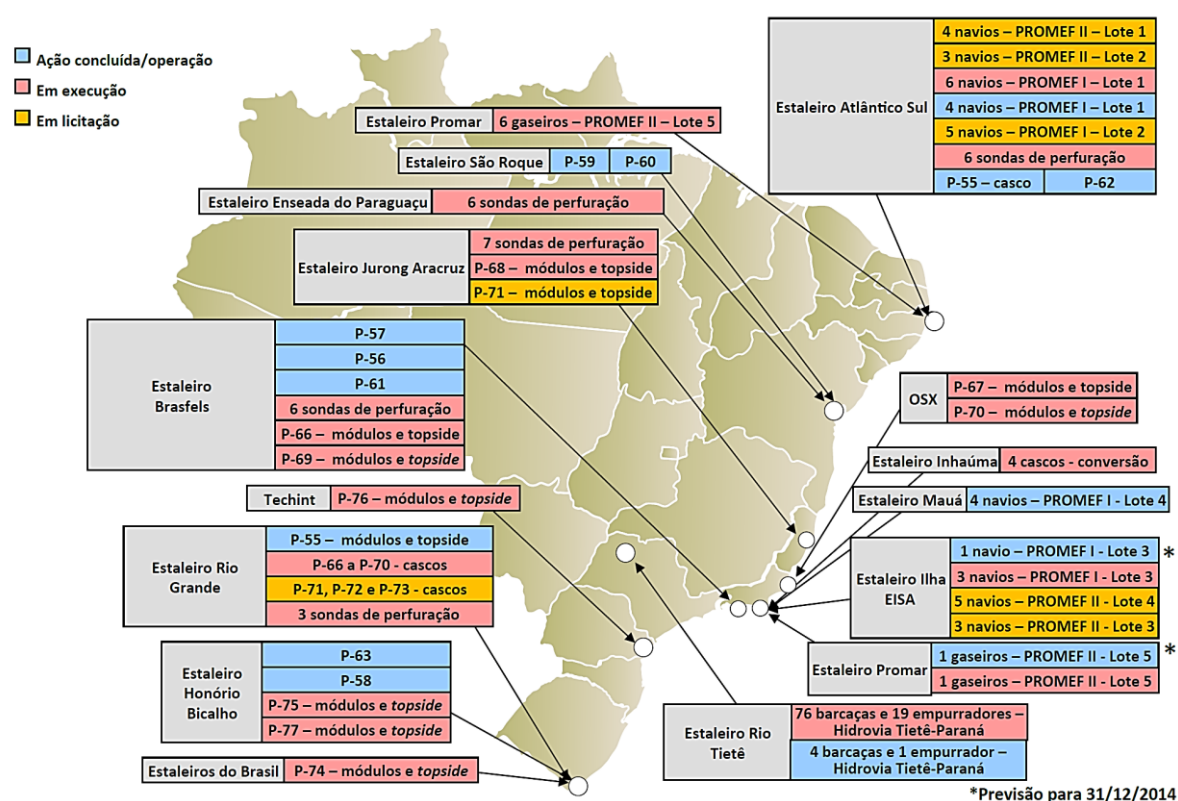 Ação concluída/operação
Em execução
Em licitação
Estaleiro Atlântico Sul
4 navios – PROMEF II – Lote 1
3 navios – PROMEF II – Lote 2
6 navios – PROMEF I – Lote 1
4 navios – PROMEF I – Lote 1
5 navios – PROMEF I – Lote 2
6 sondas de perfuração
P-55 – casco
P-62
Estaleiro Promar
6 gaseiros – PROMEF II – Lote 5
Estaleiro São Roque
P-59
P-60
Estaleiro Enseada do Paraguaçu
6 sondas de perfuração
Estaleiro Jurong Aracruz
7 sondas de perfuração
P-68 – módulos e topside
P-71 – módulos e topside
Estaleiro
Brasfels
P-57
P-56
P-61
6 sondas de perfuração
P-66 – módulos e topside
P-69 – módulos e topside
OSX
P-67 – módulos e topside
P-70 – módulos e topside
Estaleiro Inhaúma
4 cascos - conversão
Estaleiro Mauá
4 navios – PROMEF I - Lote 4
Techint
P-76 – módulos e topside
Estaleiro Rio
Grande
P-55 – módulos e topside
P-66 a P-70 - cascos
P-71, P-72 e P-73 - cascos
3 sondas de perfuração
Estaleiro Ilha
EISA
1 navio – PROMEF I - Lote 3 *
3 navios – PROMEF I - Lote 3
5 navios – PROMEF II - Lote 4
3 navios – PROMEF II - Lote 3
Estaleiro
Honório
Bicalho
P-63
P-58
P-75 – módulos e topside
P-77 – módulos e topside
Estaleiro Promar
1 gaseiros – PROMEF II - Lote 5 *
1 gaseiros – PROMEF II - Lote 5
Estaleiro Rio
Tietê
76 barcaças e 19 empurradores –
Hidrovia Tietê-Paraná
4 barcaças e 1 empurrador –
Hidrovia Tietê-Paraná
Estaleiros do Brasil
P-74 – módulos e topside
*Previsão para 31/12/2014